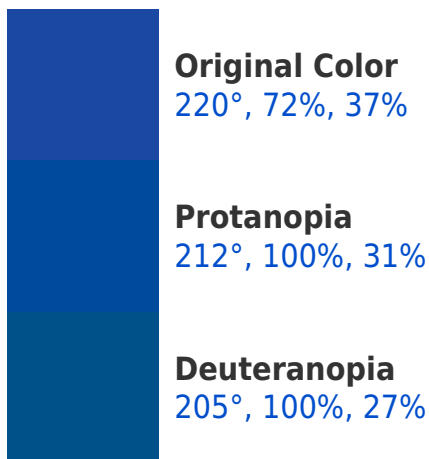 Original Color
220°, 72%, 37%
Protanopia
212°, 100%, 31%
Deuteranopia
205°, 100%, 27%